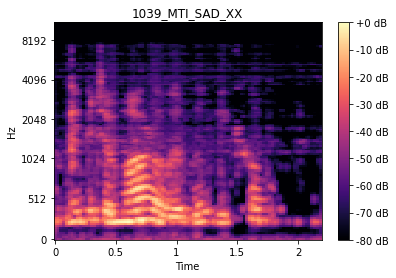 1039_MTI_SAD_XX
+0 dB
8192
-10 dB
4096
-20 dB
-30 dB
2048
Hz
-40 dB
1024
-50 dB
512
-60 dB
-70 dB
0
-80 dB
0 0.5 1 1.5 2
Time